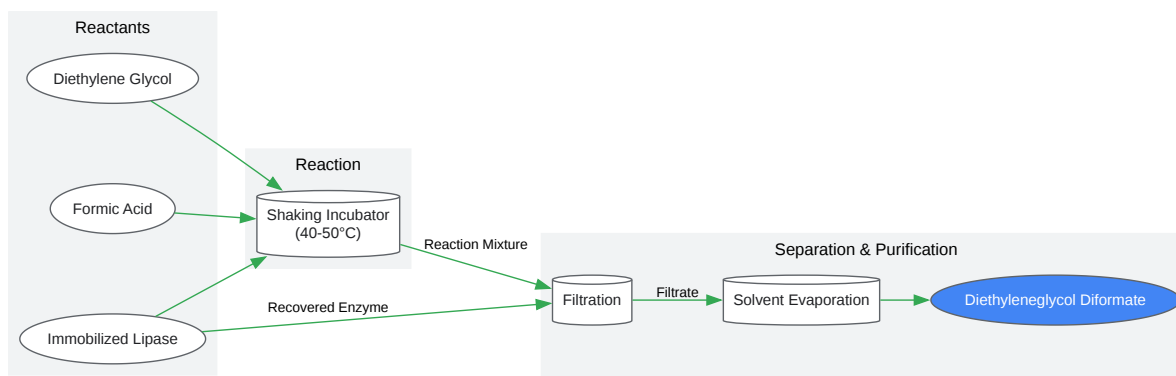 Reactants
Diethylene Glycol
Formic Acid
Immobilized Lipase
Reaction
Shaking Incubator
(40-50°C)
Reaction Mixture
Recovered Enzyme
Separation & Purification
Filtration
Filtrate
Solvent Evaporation
Diethyleneglycol Diformate